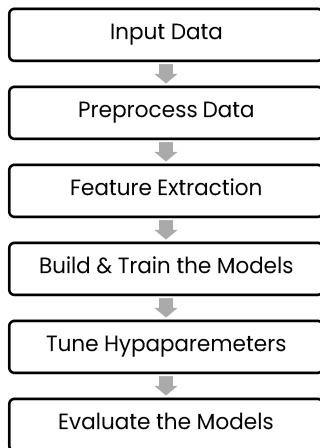 Input Data
Preprocess Data
Feature Extraction
Build & Train the Models
Tune Hypaparemeters
Evaluate the Models